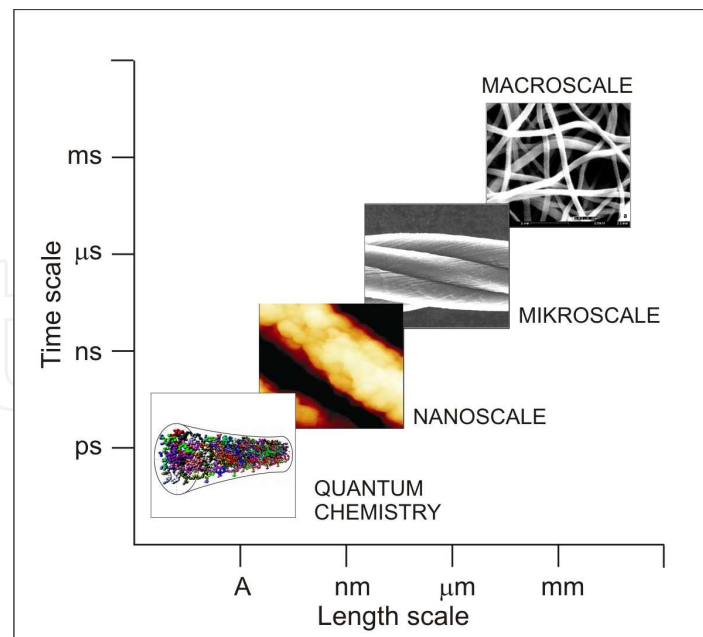 MACROSCALE
ms
μs
MIKROSCALE
Time scale
ns
NANOSCALE
ps
QUANTUM
CHEMISTRY
A
nm
μm
mm
Length scale